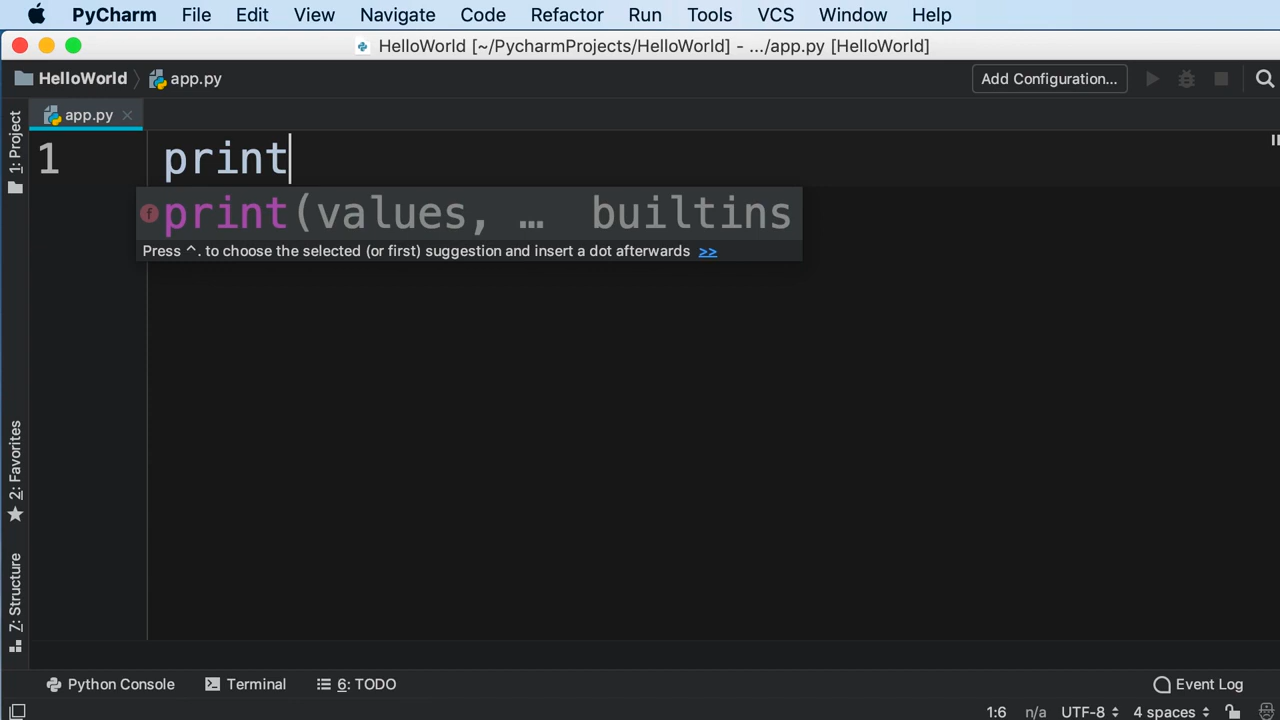 PyCharm File Edit View Navigate Code Refactor Run Tools VCS Window Help
HelloWorld [~/PycharmProjects/HelloWorld] - .../app.py [HelloWorld]
HelloWorld app.py Add Configuration...
app.py
1: Project
1 print
print(values, … builtins
Press ^. to choose the selected (or first) suggestion and insert a dot afterwards >>
2: Favorites
7: Structure
Python Console Terminal 6: TODO Event Log
1:6 n/a UTF-8 4 spaces